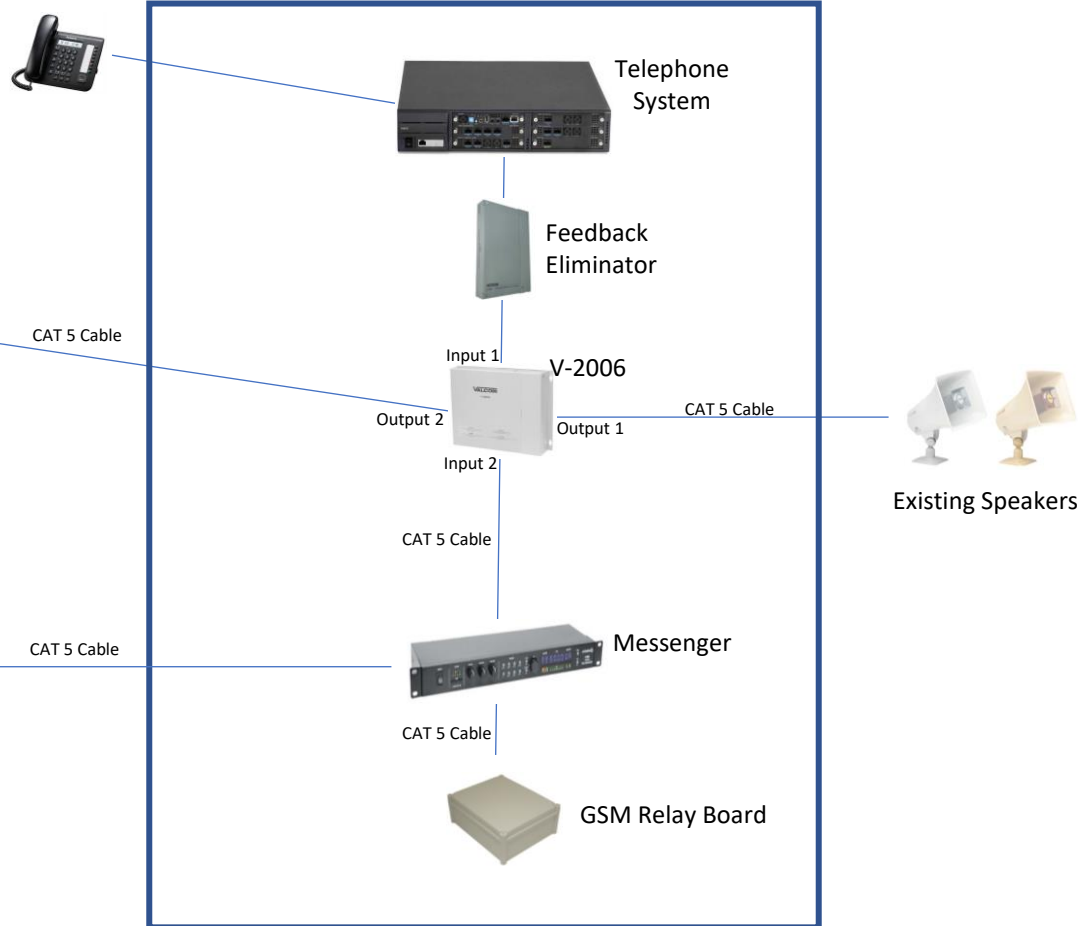 Telephone
System
Feedback
Eliminator
CAT 5 Cable
Input 1
V-2006
VALCOM
Output 2
CAT 5 Cable
Output 1
Input 2
Existing Speakers
CAT 5 Cable
Messenger
CAT 5 Cable
CAT 5 Cable
GSM Relay Board